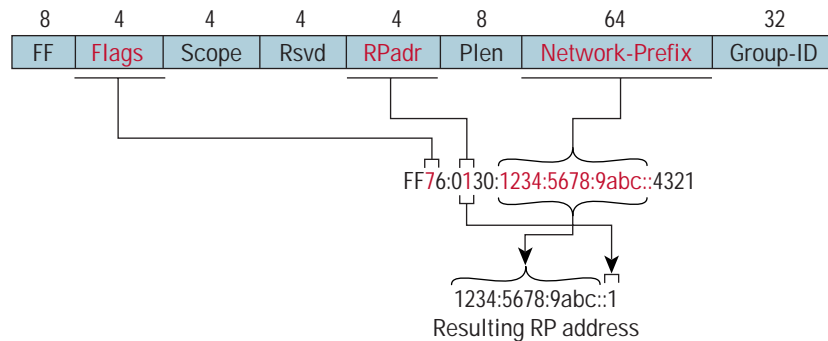 8 4 4 4 4 8 64 32
FF Flags Scope Rsvd RPadr Plen Network-Prefix Group-ID
FF76:0130:1234:5678:9abc::4321
1234:5678:9abc::1
Resulting RP address